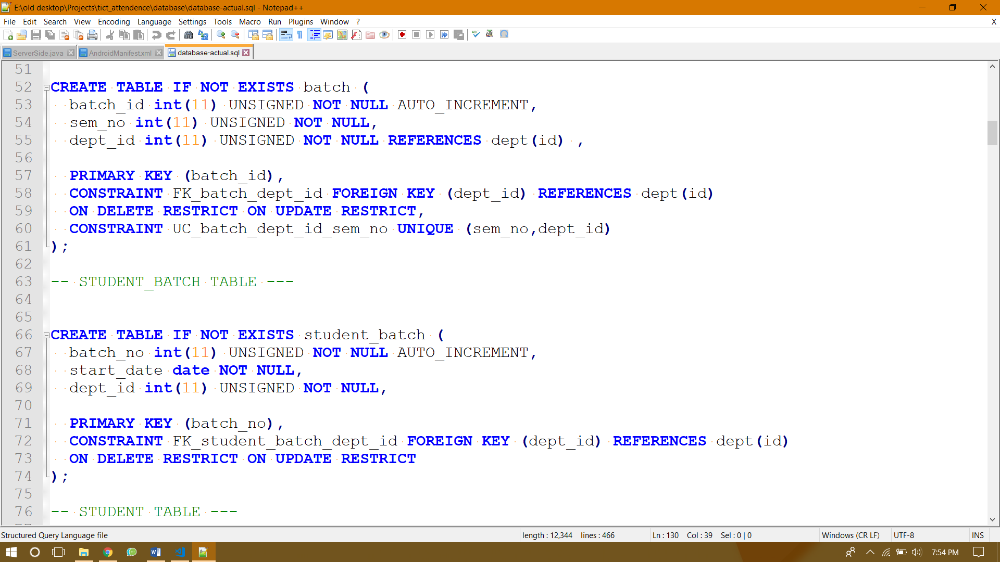 E:\old desktop\Projects\tict_attendence\database\database-actual.sql - Notepad++
File Edit Search View Encoding Language Settings Tools Macro Run Plugins Window ? X
ServerSide.java AndroidManifest.xml database-actual.sql
51
52 CREATE TABLE IF NOT EXISTS batch (
53 batch_id int(11) UNSIGNED NOT NULL AUTO_INCREMENT,
54 sem_no int(11) UNSIGNED NOT NULL,
55 dept_id int(11) UNSIGNED NOT NULL REFERENCES dept(id) ,
56
57 PRIMARY KEY (batch_id),
58 CONSTRAINT FK_batch_dept_id FOREIGN KEY (dept_id) REFERENCES dept(id)
59 ON DELETE RESTRICT ON UPDATE RESTRICT,
60 CONSTRAINT UC_batch_dept_id_sem_no UNIQUE (sem_no,dept_id)
61 );
62
63 -- STUDENT_BATCH TABLE ---
64
65
66 CREATE TABLE IF NOT EXISTS student_batch (
67 batch_no int(11) UNSIGNED NOT NULL AUTO_INCREMENT,
68 start_date date NOT NULL,
69 dept_id int(11) UNSIGNED NOT NULL,
70
71 PRIMARY KEY (batch_no),
72 CONSTRAINT FK_student_batch_dept_id FOREIGN KEY (dept_id) REFERENCES dept(id)
73 ON DELETE RESTRICT ON UPDATE RESTRICT
74 );
75
76 -- STUDENT TABLE ---
Structured Query Language file length : 12,344 lines : 466 Ln : 130 Col : 39 Sel : 0 | 0 Windows (CR LF) UTF-8 INS
7:54 PM